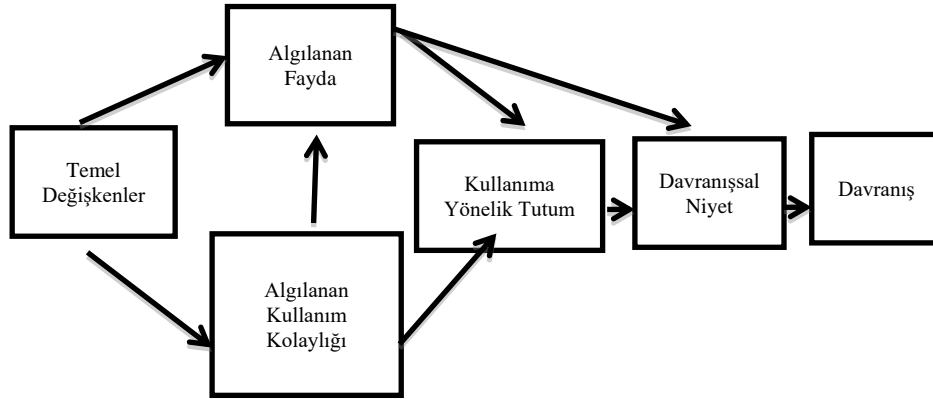 Algılanan
Fayda
Temel
Değişkenler
Kullanıma
Yönelik Tutum
Davranışsal
Niyet
Davranış
Algılanan
Kullanım
Kolaylığı